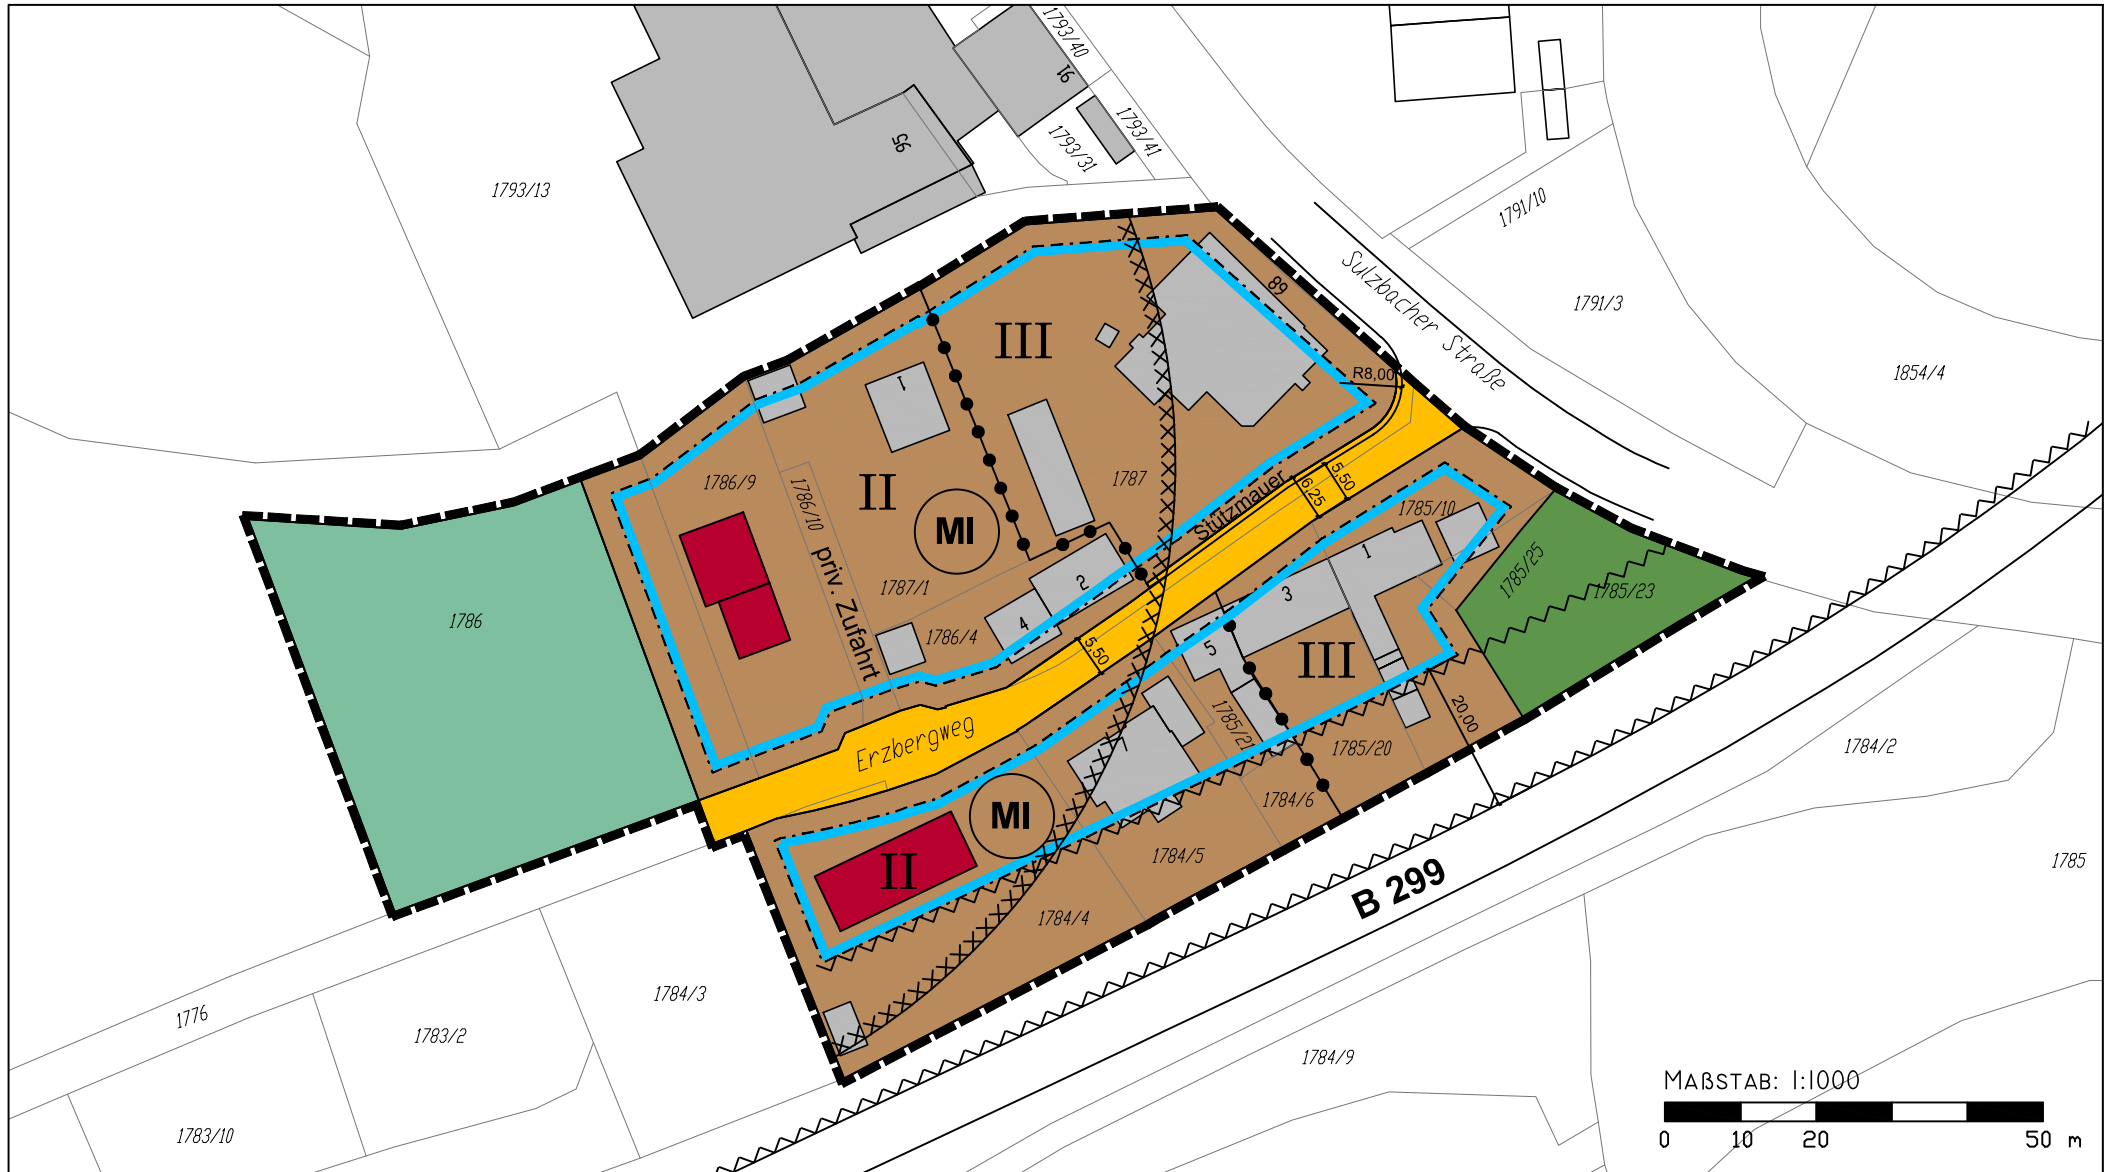 1793/40
91
95
1793/41
1793/31
1793/13
1791/10
Sulzbacher Straße
89
1791/3
III
R8,00
1854/4
1
1786/9
1786/10
II
1787
5,50
6,25
Stützmauer
1785/10
MI
priv. Zufahrt
1787/1
2
1
1785/25
1785/23
3
1786
1786/4
4
5,50
5
III
Erzbergweg
1785/21
20,00
1785/20
1784/2
1784/6
MI
II
1784/5
1785
B 299
1784/4
1784/3
1776
1783/2
1784/9
MAßSTAB: 1:1000
1783/10
0 10 20 50 m